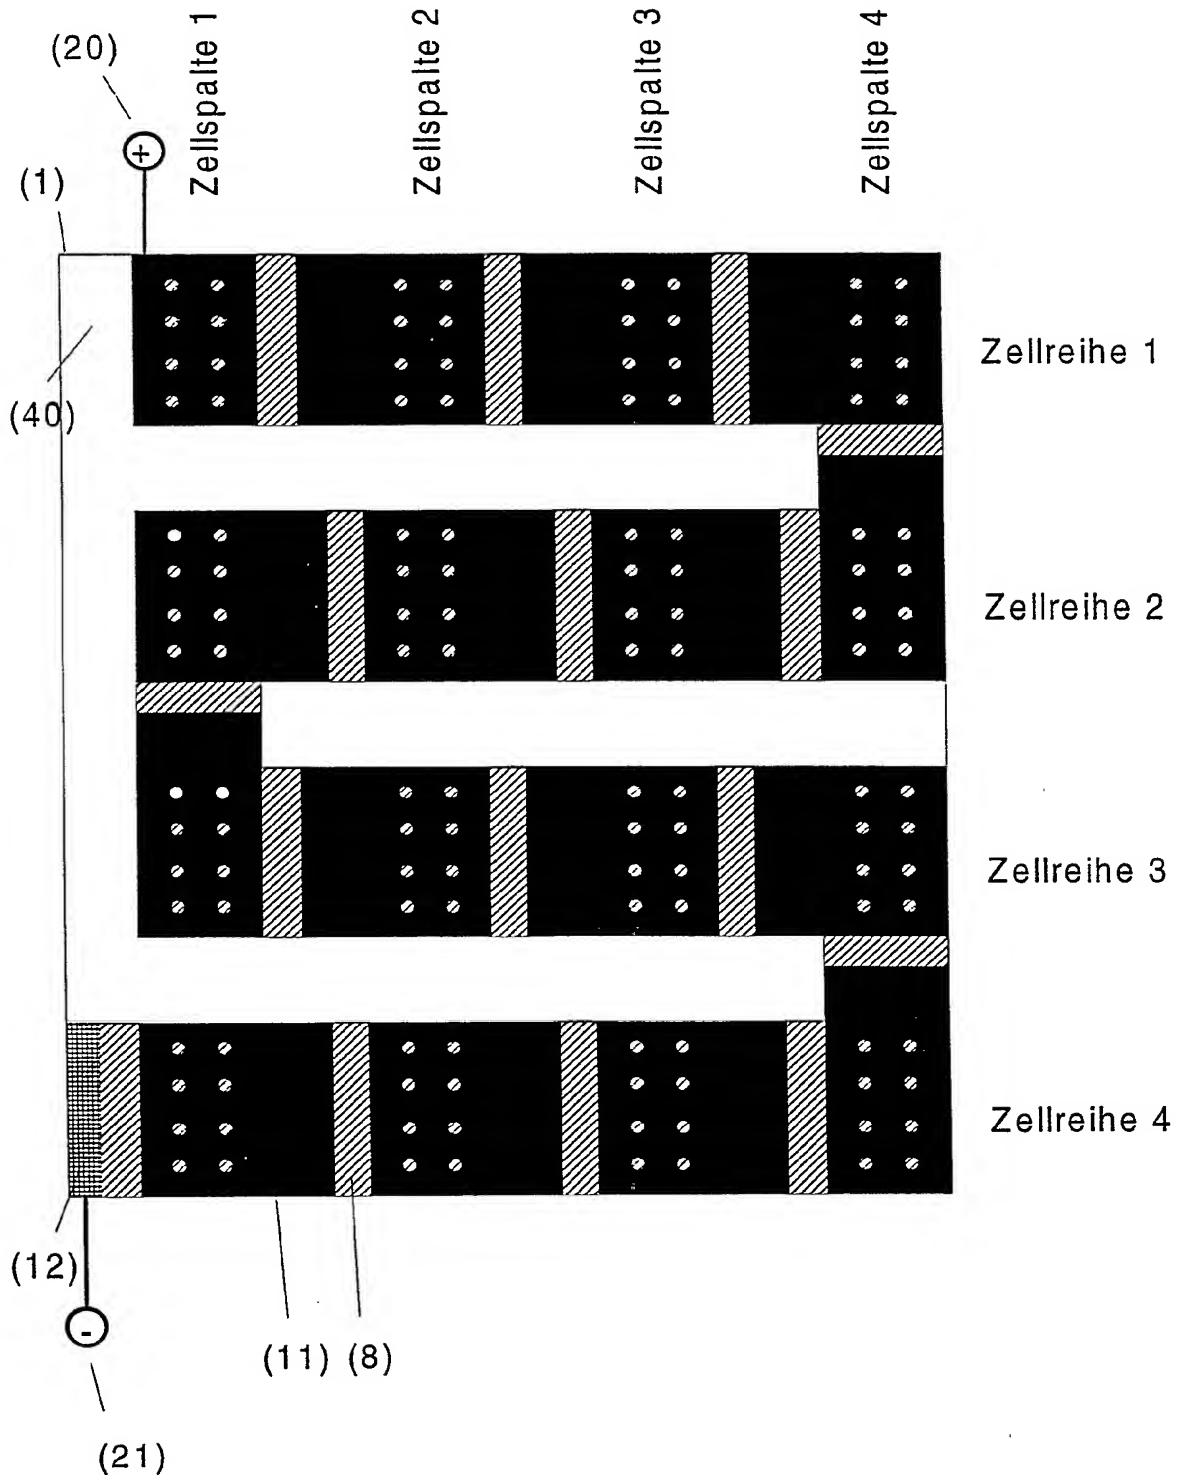 (20)
Zellspalte 1
Zellspalte 2
Zellspalte 3
Zellspalte 4
+
(1)
Zellreihe 1
(40)
Zellreihe 2
Zellreihe 3
Zellreihe 4
(12)
-
(11) (8)
(21)